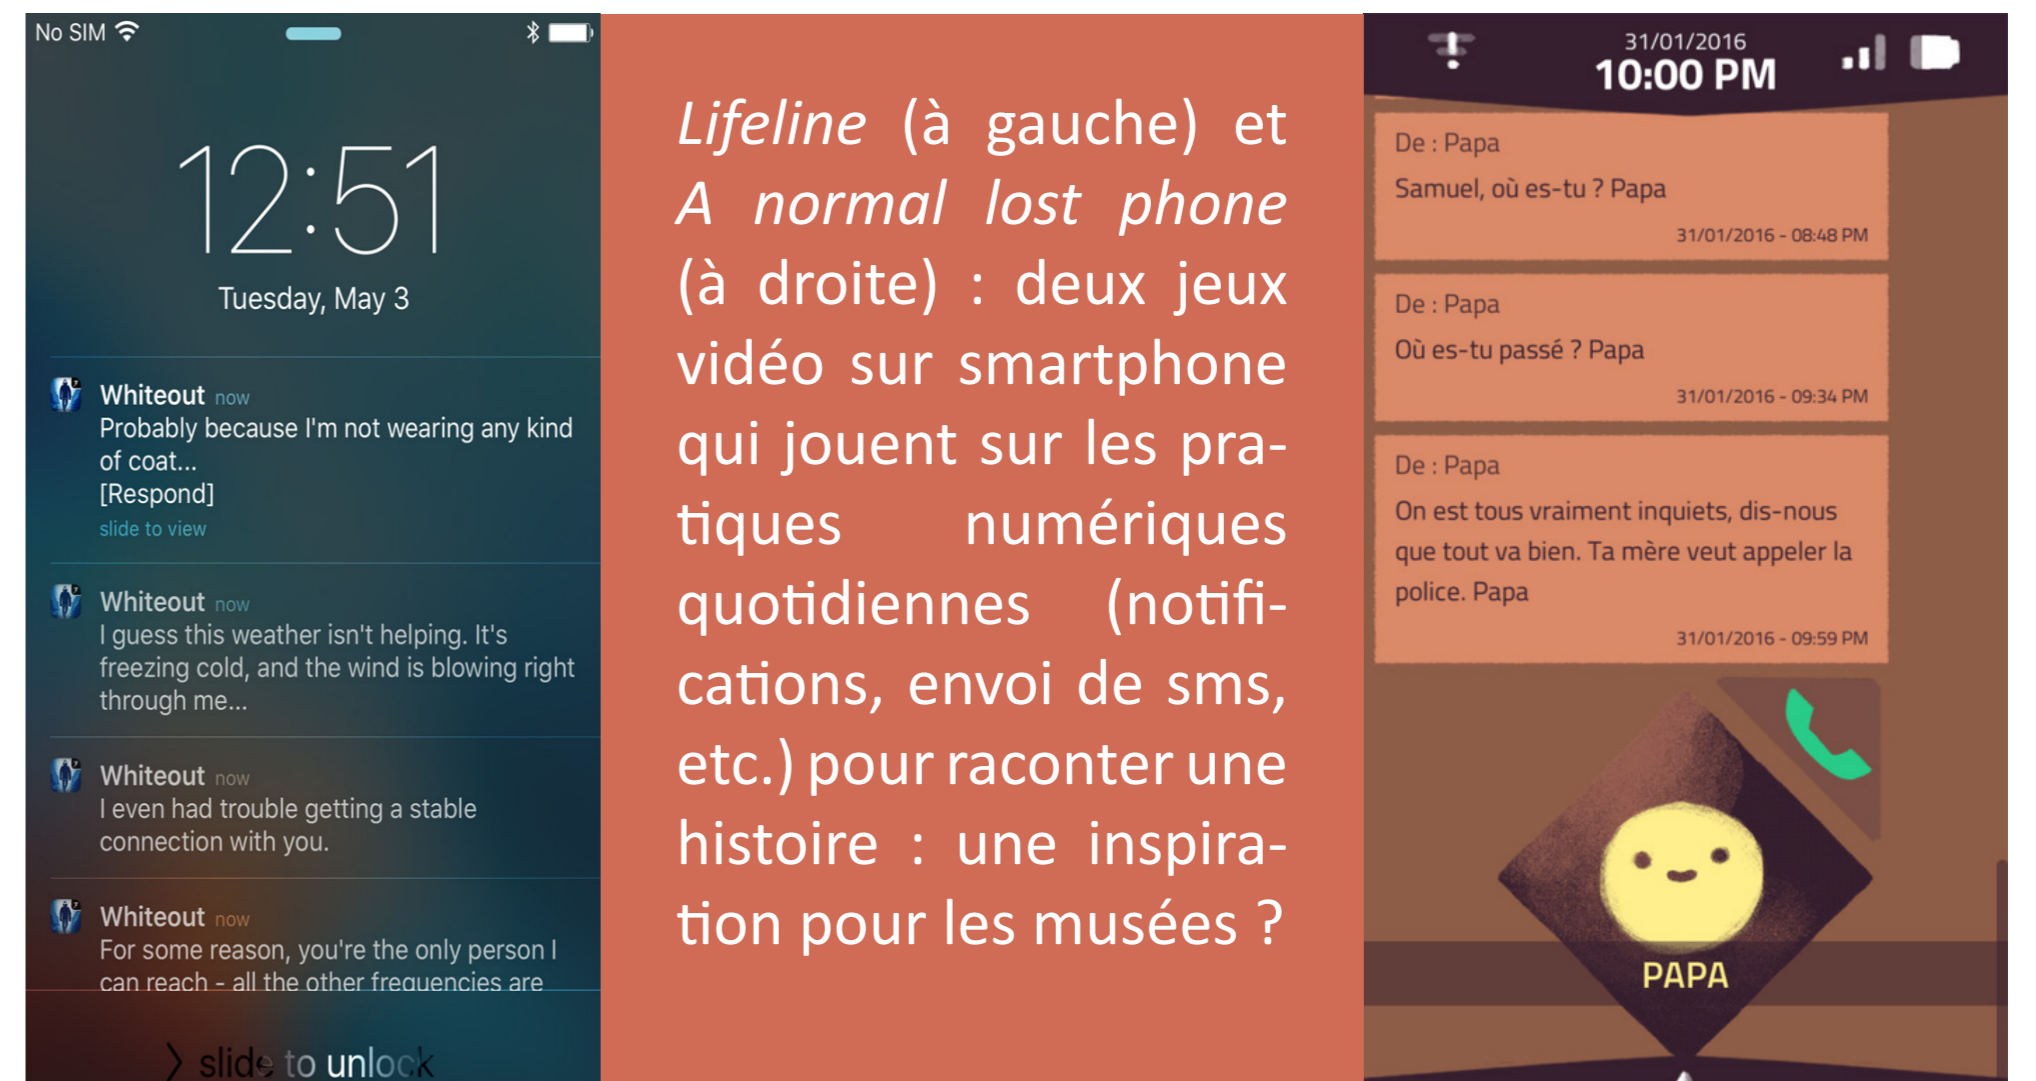 No SIM
12:51
Tuesday, May 3
Whiteout now
Probably because I'm not wearing any kind
of coat...
[Respond]
slide to view
Whiteout now
I guess this weather isn't helping. It's
freezing cold, and the wind is blowing right
through me...
Whiteout now
I even had trouble getting a stable
connection with you.
Whiteout now
For some reason, you're the only person I
can reach - all the other frequencies are
slide to unlock
Lifeline (à gauche) et
A normal lost phone
(à droite) : deux jeux
vidéo sur smartphone
qui jouent sur les pra-
tiques numériques
quotidiennes (notifi-
cations, envoi de sms,
etc.) pour raconter une
histoire : une inspira-
tion pour les musées ?
31/01/2016
10:00 PM
De : Papa
Samuel, où es-tu ? Papa
31/01/2016 - 08:48 PM
De : Papa
Où es-tu passé ? Papa
31/01/2016 - 09:34 PM
De : Papa
On est tous vraiment inquiets, dis-nous
que tout va bien. Ta mère veut appeler la
police. Papa
31/01/2016 - 09:59 PM
PAPA